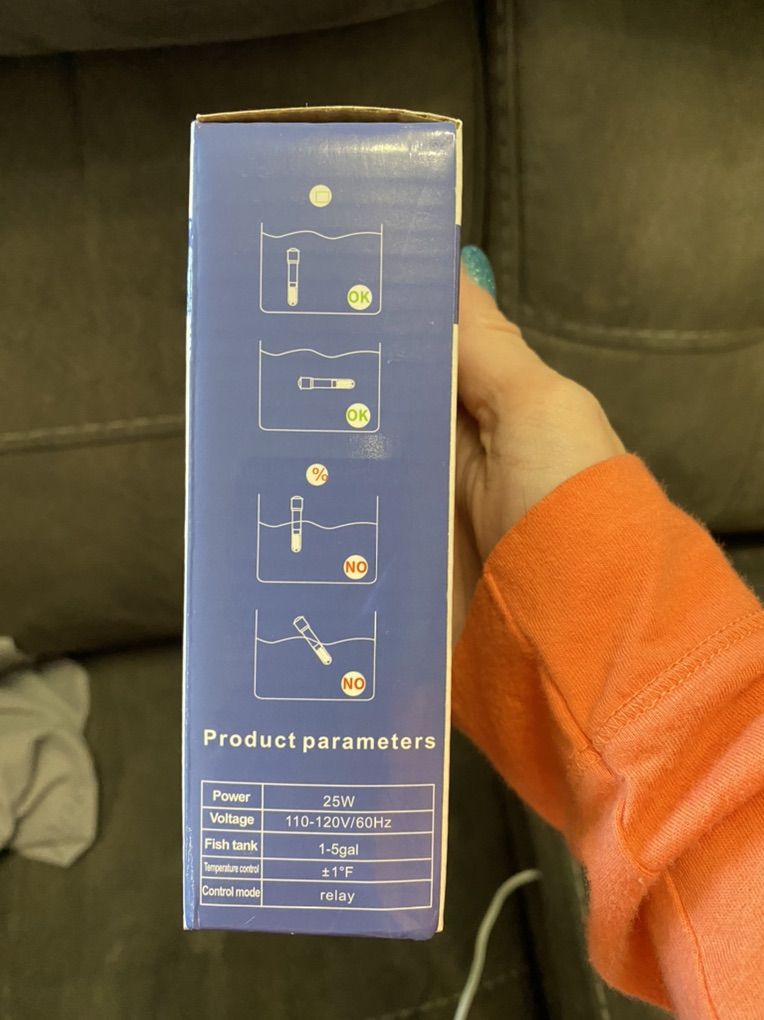 OK
OK
%
NO
NO
Product parameters
Power 25W
Voltage 110-120V/60Hz
Fish tank 1-5gal
Temperature control ±1°F
Control mode relay